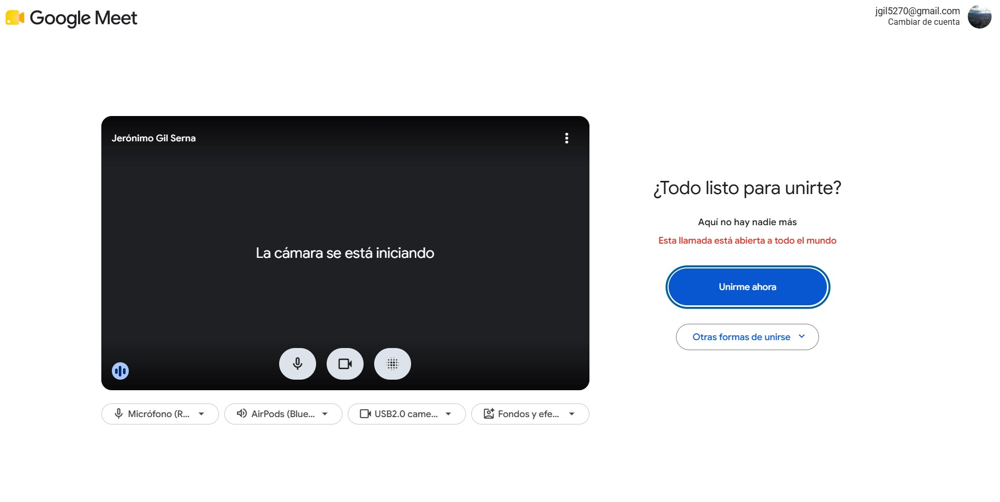 Google Meet
jgil5270@gmail.com
Cambiar de cuenta
Jerónimo Gil Serna
La cámara se está iniciando
¿Todo listo para unirte?
Aquí no hay nadie más
Esta llamada está abierta a todo el mundo
Unirme ahora
Otras formas de unirse
Micrófono (R...
AirPods (Blue...
USB2.0 came...
Fondos y efe...